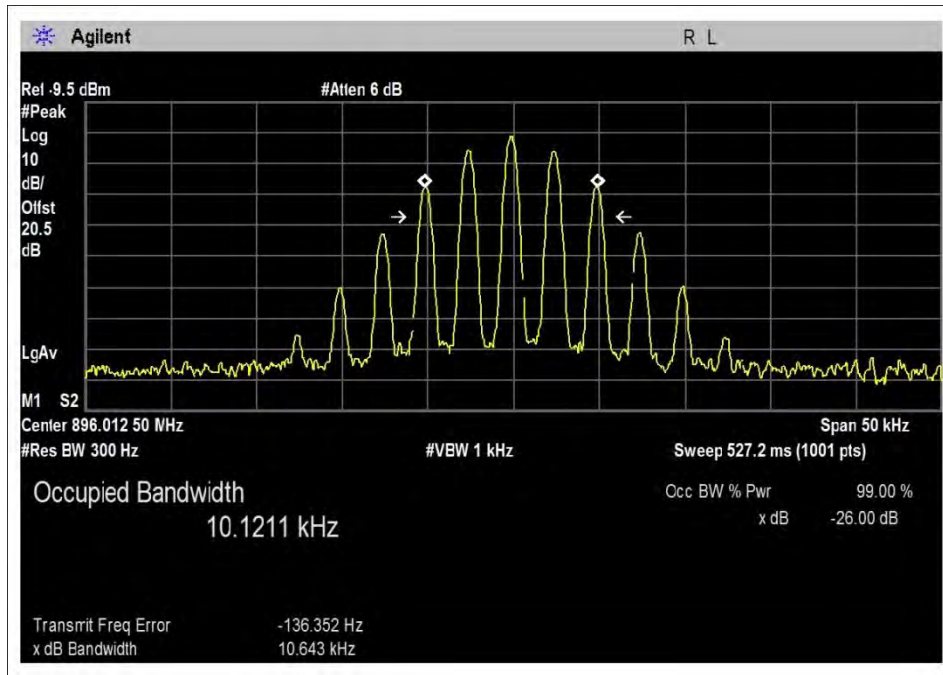 Agilent
R L
Rel -9.5 dBm #Atten 6 dB
#Peak
Log
10
dB/
Offst
20.5
dB
LgAv
M1 S2
Center 896.012 50 MHz Span 50 kHz
#Res BW 300 Hz #VBW 1 kHz Sweep 527.2 ms (1001 pts)
Occupied Bandwidth Occ BW % Pwr 99.00 %
10.1211 kHz x dB -26.00 dB
Transmit Freq Error -136.352 Hz
x dB Bandwidth 10.643 kHz